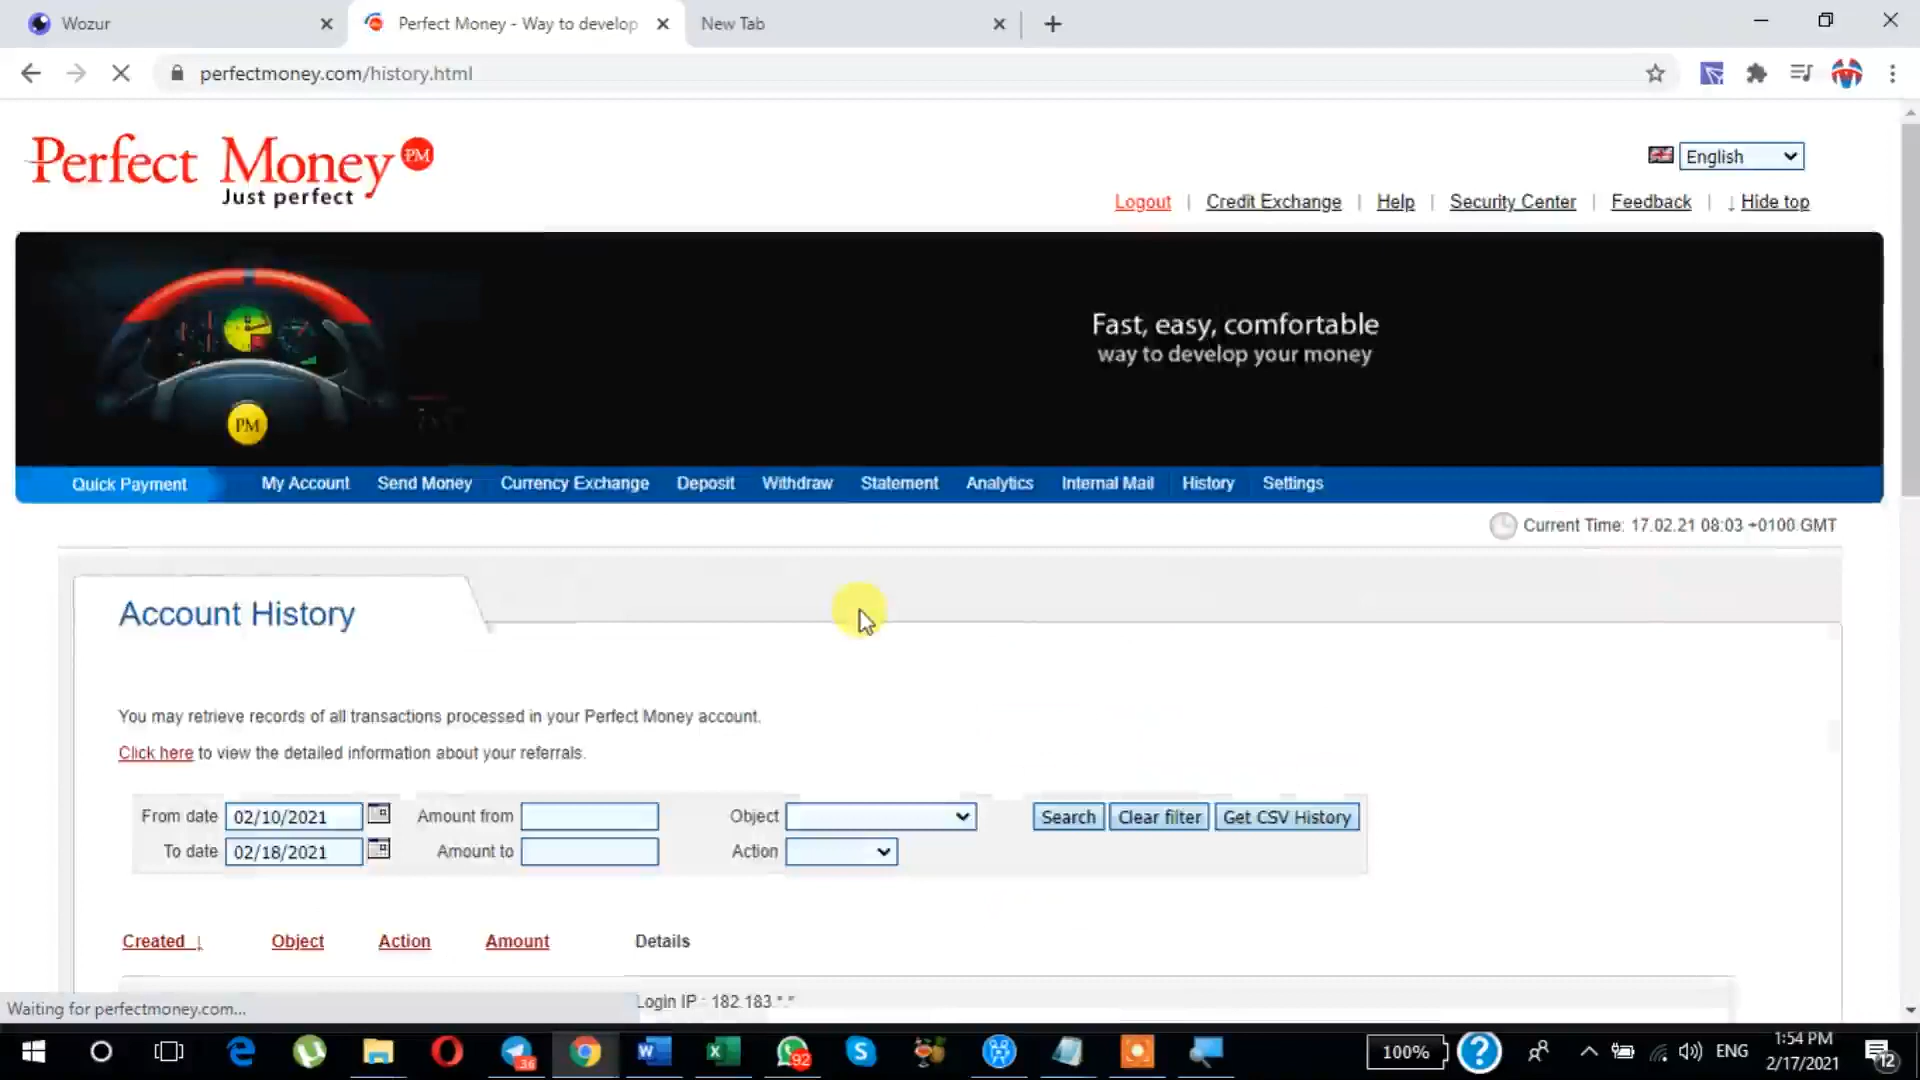 Wozur
Perfect Money - Way to develop
New Tab
perfectmoney.com/history.html
Perfect Money PM
Just perfect
English
Logout | Credit Exchange | Help | Security Center | Feedback | ↓ Hide top
Fast, easy, comfortable
way to develop your money
PM
Quick Payment My Account Send Money Currency Exchange Deposit Withdraw Statement Analytics Internal Mail History Settings
Current Time: 17.02.21 08:03 +0100 GMT
Account History
You may retrieve records of all transactions processed in your Perfect Money account.
Click here to view the detailed information about your referrals.
From date 02/10/2021 Amount from Object Search Clear filter Get CSV History
To date 02/18/2021 Amount to Action
Created ↓ Object Action Amount Details
Login IP : 182.183.*.*
Waiting for perfectmoney.com...
36
92
100%
ENG
1:54 PM
2/17/2021
12